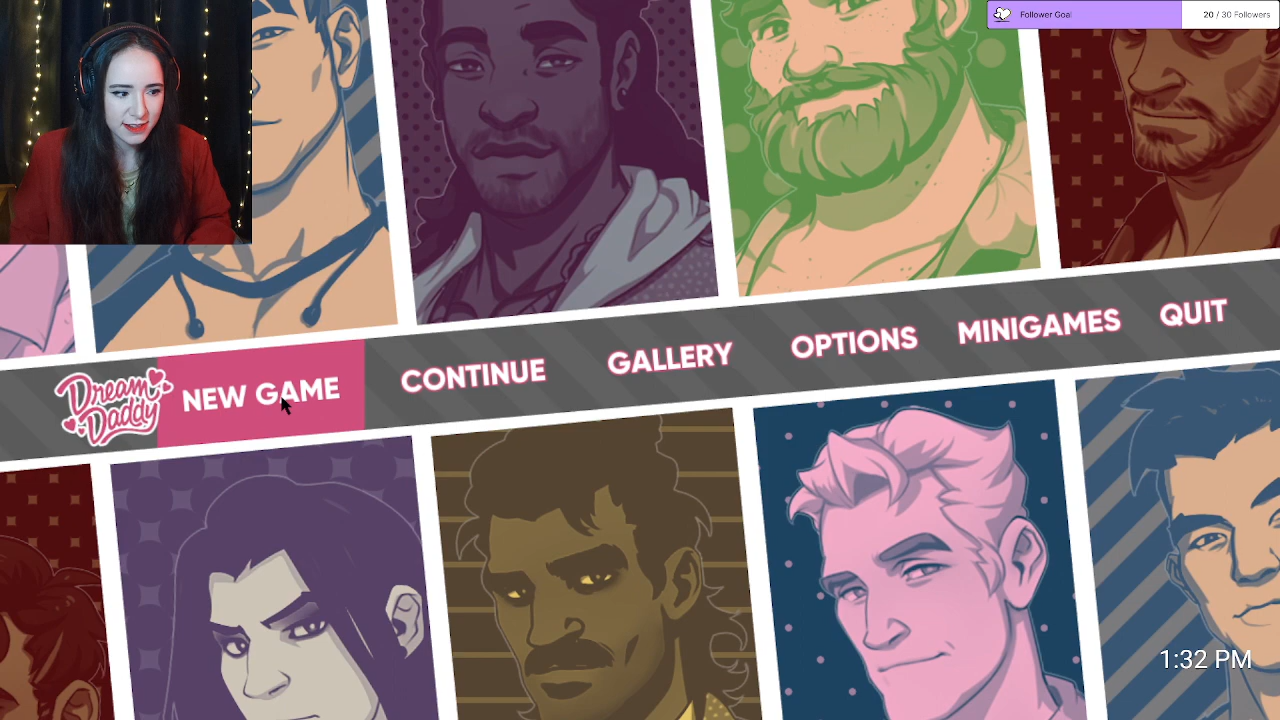 Follower Goal
20 / 30 Followers
Dream Daddy
NEW GAME
CONTINUE
GALLERY
OPTIONS
MINIGAMES
QUIT
1:32 PM